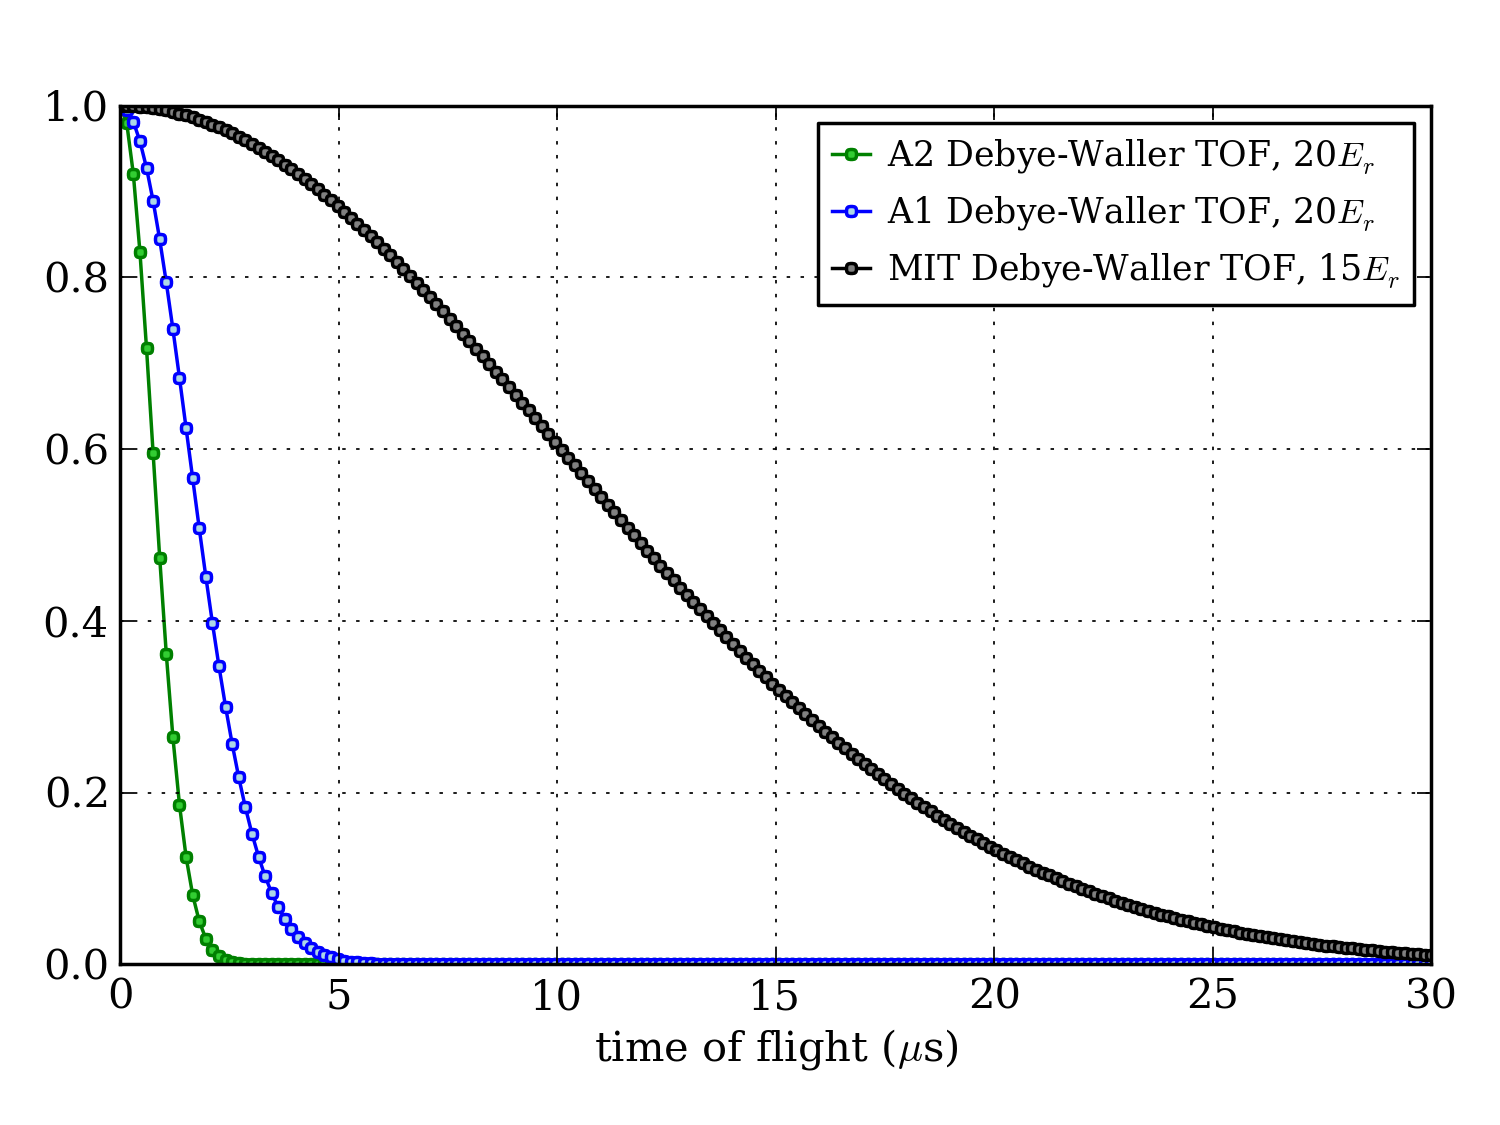 1.0
0.8
0.6
0.4
0.2
0.0
0 5 10 15 20 25 30
time of flight (μs)
A2 Debye-Waller TOF, 20E_r
A1 Debye-Waller TOF, 20E_r
MIT Debye-Waller TOF, 15E_r